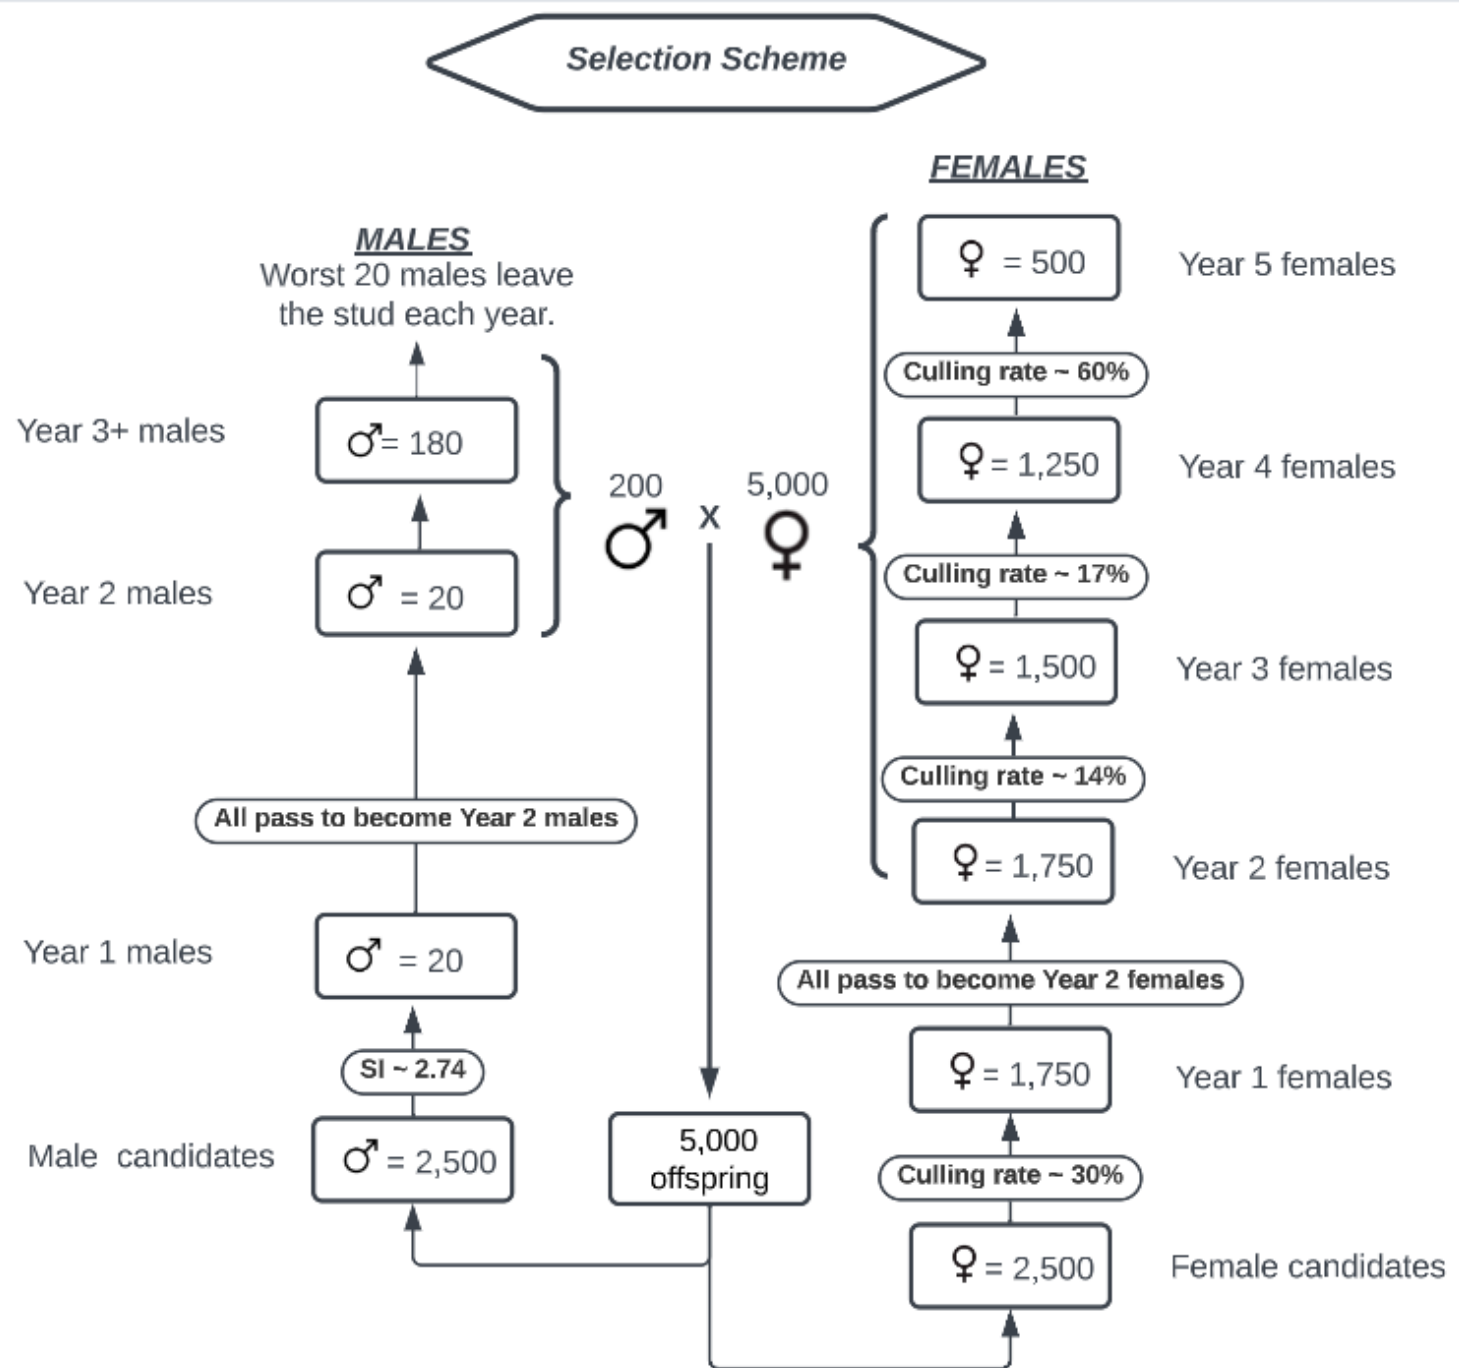 Selection Scheme
MALES
Worst 20 males leave
the stud each year.
Year 3+ males
♂= 180
Year 2 males
♂ = 20
All pass to become Year 2 males
Year 1 males
♂ = 20
SI ~ 2.74
Male candidates
♂ = 2,500
200
♂
X
5,000
♀
5,000
offspring
FEMALES
♀ = 500
Year 5 females
Culling rate ~ 60%
♀ = 1,250
Year 4 females
Culling rate ~ 17%
♀ = 1,500
Year 3 females
Culling rate ~ 14%
♀ = 1,750
Year 2 females
All pass to become Year 2 females
♀ = 1,750
Year 1 females
Culling rate ~ 30%
♀ = 2,500
Female candidates